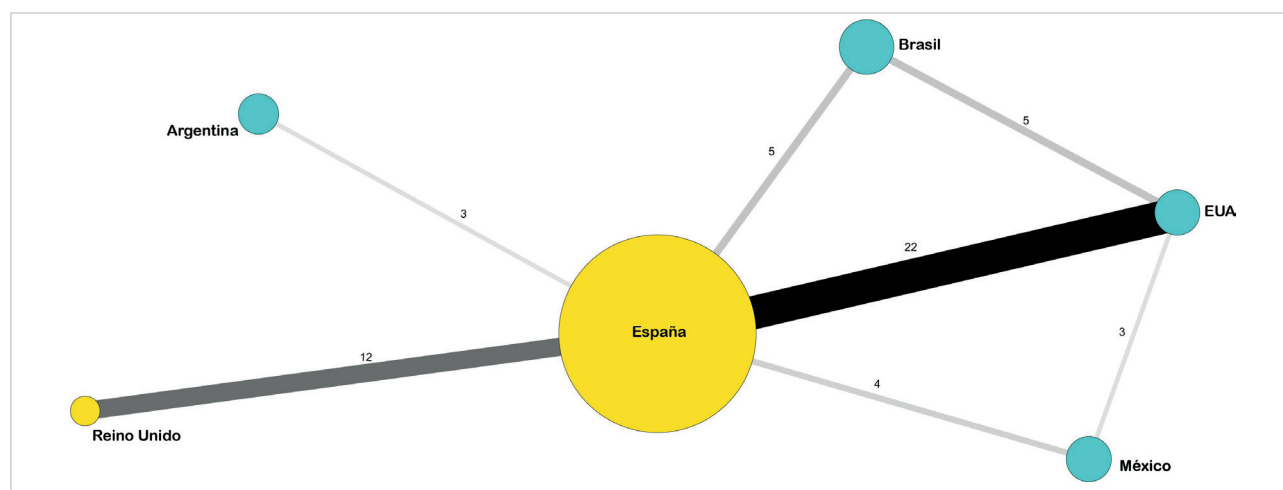 Brasil
Argentina
5
5
3
EUA
22
España
3
12
4
Reino Unido
México